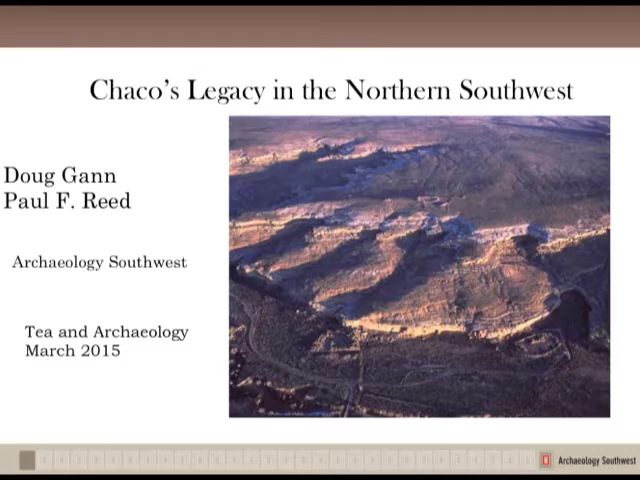 Chaco's Legacy in the Northern Southwest
Doug Gann
Paul F. Reed
Archaeology Southwest
Tea and Archaeology
March 2015
Archaeology Southwest